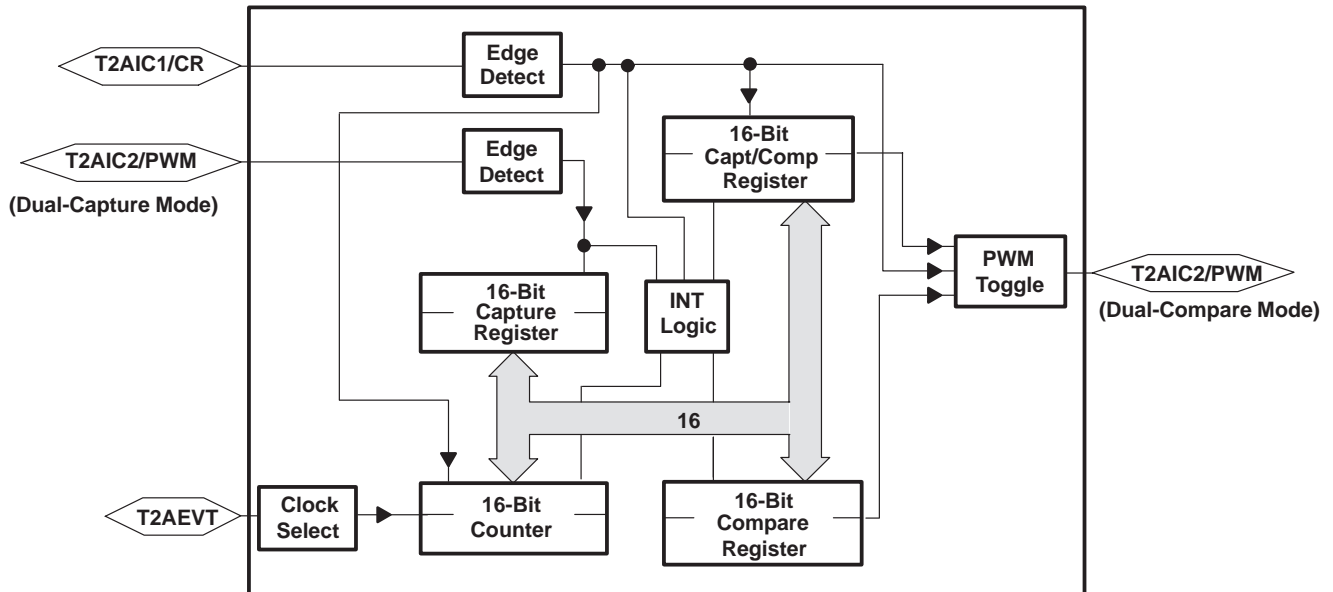 T2AIC1/CR
Edge
Detect
16-Bit
Capt/Comp
Register
T2AIC2/PWM
(Dual-Capture Mode)
Edge
Detect
PWM
Toggle
T2AIC2/PWM
(Dual-Compare Mode)
16-Bit
Capture
Register
INT
Logic
16
T2AEVT
Clock
Select
16-Bit
Counter
16-Bit
Compare
Register